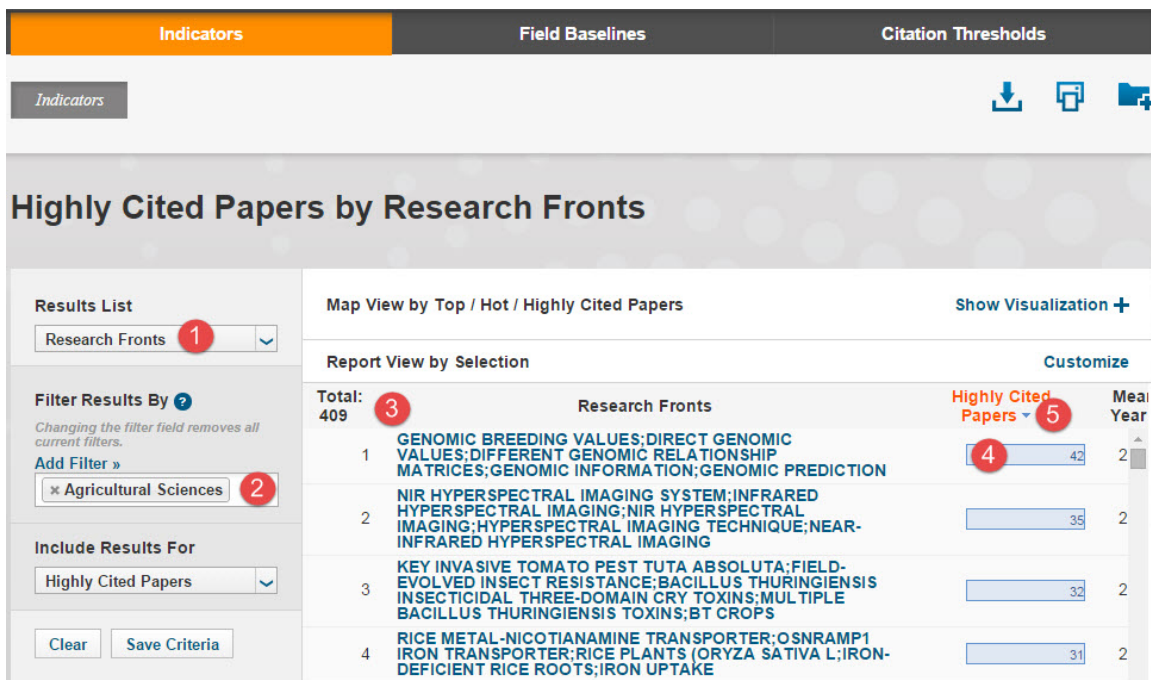 Indicators
Field Baselines
Citation Thresholds
Indicators
Highly Cited Papers by Research Fronts
Results List
Research Fronts
1
Filter Results By ?
Changing the filter field removes all
current filters.
Add Filter »
× Agricultural Sciences
2
Include Results For
Highly Cited Papers
Clear
Save Criteria
Map View by Top / Hot / Highly Cited Papers
Show Visualization +
Report View by Selection
Customize
Total:
409
3
Research Fronts
Highly Cited
Papers
5
Year
1
GENOMIC BREEDING VALUES;DIRECT GENOMIC
VALUES;DIFFERENT GENOMIC RELATIONSHIP
MATRICES;GENOMIC INFORMATION;GENOMIC PREDICTION
4
42
2
2
NIR HYPERSPECTRAL IMAGING SYSTEM;INFRARED
HYPERSPECTRAL IMAGING;NIR HYPERSPECTRAL
IMAGING;HYPERSPECTRAL IMAGING TECHNIQUE;NEAR-
INFRARED HYPERSPECTRAL IMAGING
35
2
3
KEY INVASIVE TOMATO PEST TUTA ABSOLUTA;FIELD-
EVOLVED INSECT RESISTANCE;BACILLUS THURINGIENSIS
INSECTICIDAL THREE-DOMAIN CRY TOXINS;MULTIPLE
BACILLUS THURINGIENSIS TOXINS;BT CROPS
32
2
4
RICE METAL-NICOTIANAMINE TRANSPORTER;OSNRAMP1
IRON TRANSPORTER;RICE PLANTS (ORYZA SATIVA L;IRON-
DEFICIENT RICE ROOTS;IRON UPTAKE
31
2